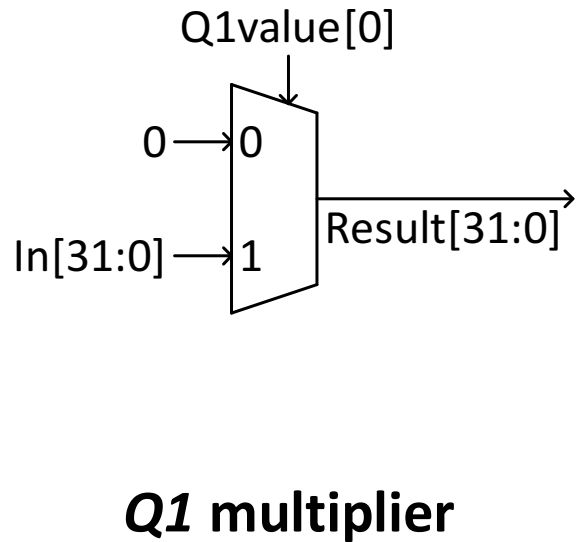 Q1value[0]
0 0
In[31:0] 1
Result[31:0]
Q1 multiplier